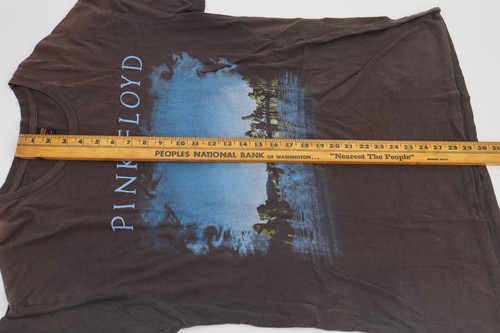 1 2 3 4 5 6 7 8 9 10 11 12 13 14 15 16 17 18 19 20 21 22 23 24 25 26 27 28 29 30 31
PEOPLES NATIONAL BANK OF WASHINGTON... "Nearest The People"
PINK FLOYD